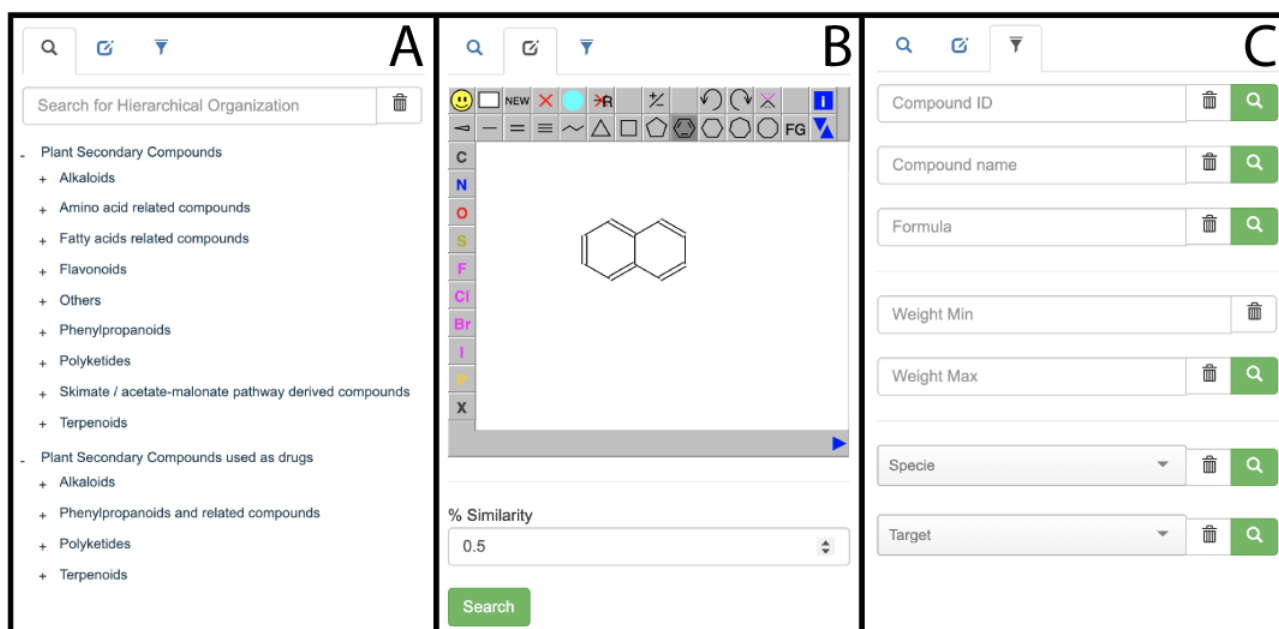 A
Search for Hierarchical Organization
- Plant Secondary Compounds
+ Alkaloids
+ Amino acid related compounds
+ Fatty acids related compounds
+ Flavonoids
+ Others
+ Phenylpropanoids
+ Polyketides
+ Skimate / acetate-malonate pathway derived compounds
+ Terpenoids
- Plant Secondary Compounds used as drugs
+ Alkaloids
+ Phenylpropanoids and related compounds
+ Polyketides
+ Terpenoids
B
NEW R +/- i
FG
C
N
O
S
F
Cl
Br
I
P
X
% Similarity
0.5
Search
C
Compound ID
Compound name
Formula
Weight Min
Weight Max
Specie
Target